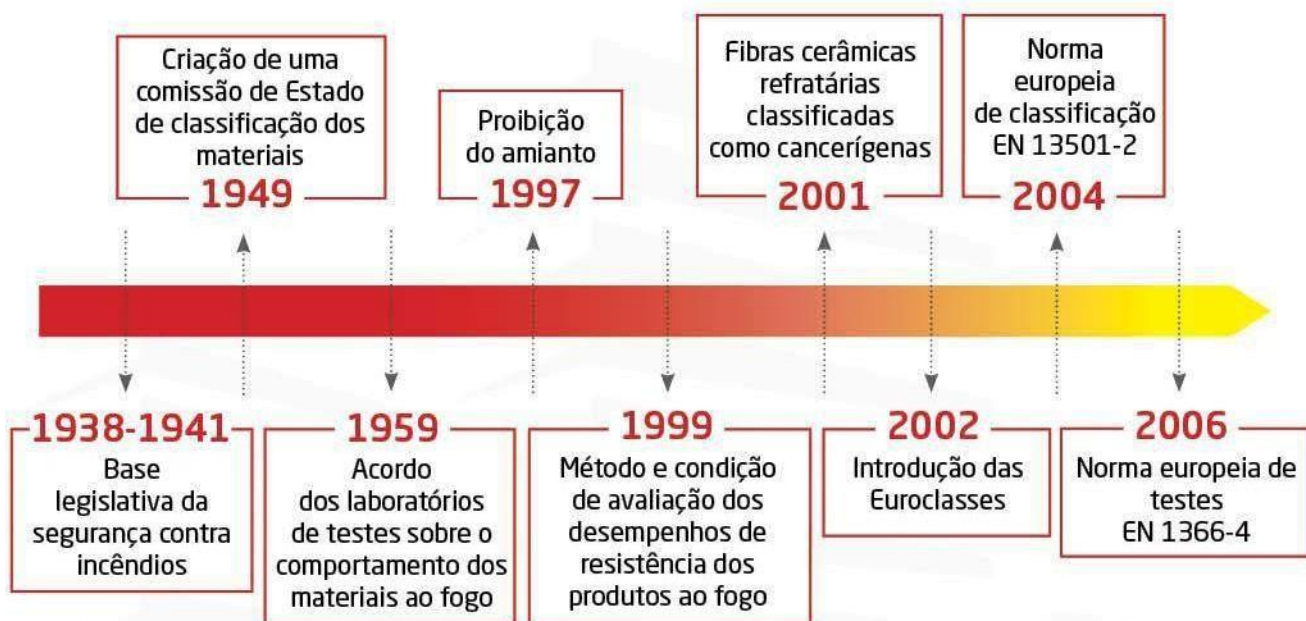 Criação de uma
comissão de Estado
de classificação dos
materiais
1949
Proibição
do amianto
1997
Fibras cerâmicas
refratárias
classificadas
como cancerígenas
2001
Norma
europeia
de classificação
EN 13501-2
2004
1938-1941
Base
legislativa da
segurança contra
incêndios
1959
Acordo
dos laboratórios
de testes sobre o
comportamento dos
materiais ao fogo
1999
Método e condição
de avaliação dos
desempenhos de
resistência dos
produtos ao fogo
2002
Introdução das
Euroclasses
2006
Norma europeia de
testes
EN 1366-4